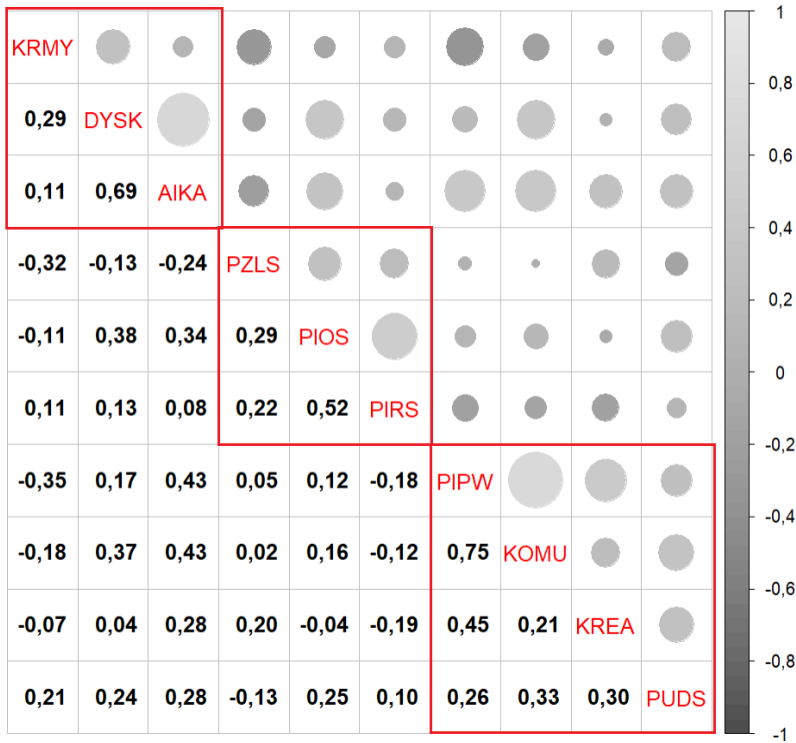 KRMY
0,29 DYSK
0,11 0,69 AIKA
-0,32 -0,13 -0,24 PZLS
-0,11 0,38 0,34 0,29 PIOS
0,11 0,13 0,08 0,22 0,52 PIRS
-0,35 0,17 0,43 0,05 0,12 -0,18 PIPW
-0,18 0,37 0,43 0,02 0,16 -0,12 0,75 KOMU
-0,07 0,04 0,28 0,20 -0,04 -0,19 0,45 0,21 KREA
0,21 0,24 0,28 -0,13 0,25 0,10 0,26 0,33 0,30 PUDS
1
0,8
0,6
0,4
0,2
0
-0,2
-0,4
-0,6
-0,8
-1